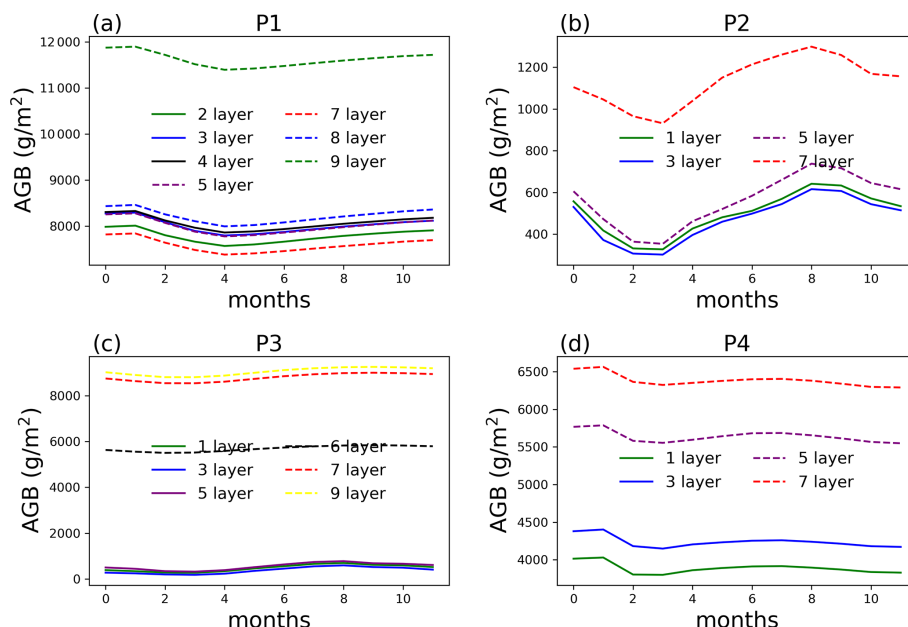 (a) P1
AGB (g/m²)
12000
11000
10000
9000
8000
2 layer
3 layer
4 layer
5 layer
7 layer
8 layer
9 layer
0 2 4 6 8 10
months
(b) P2
AGB (g/m²)
1200
1000
800
600
400
1 layer
3 layer
5 layer
7 layer
0 2 4 6 8 10
months
(c) P3
AGB (g/m²)
8000
6000
4000
2000
0
1 layer
3 layer
5 layer
6 layer
7 layer
9 layer
0 2 4 6 8 10
months
(d) P4
AGB (g/m²)
6500
6000
5500
5000
4500
4000
1 layer
3 layer
5 layer
7 layer
0 2 4 6 8 10
months